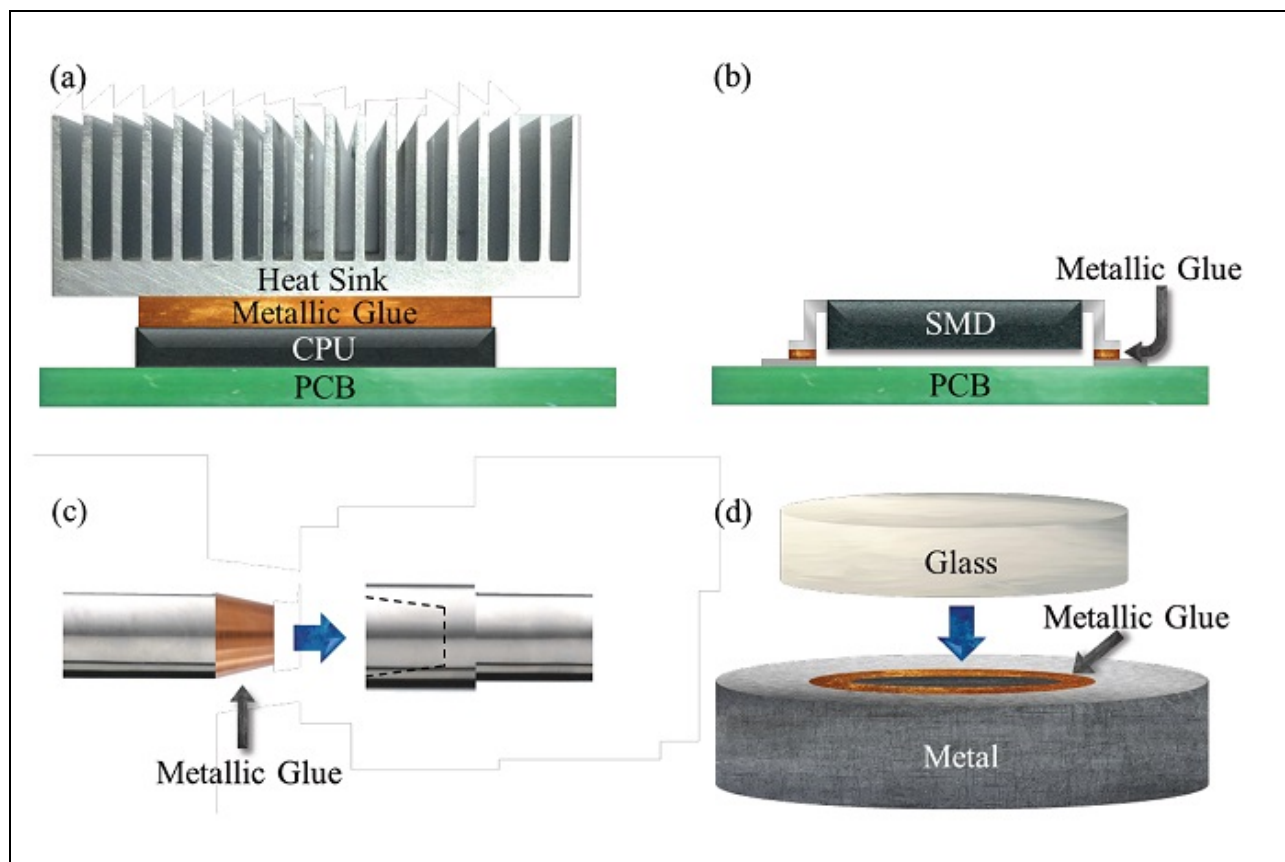 (a)
Heat Sink
Metallic Glue
CPU
PCB
(b)
Metallic Glue
SMD
PCB
(c)
Metallic Glue
(d)
Glass
Metallic Glue
Metal